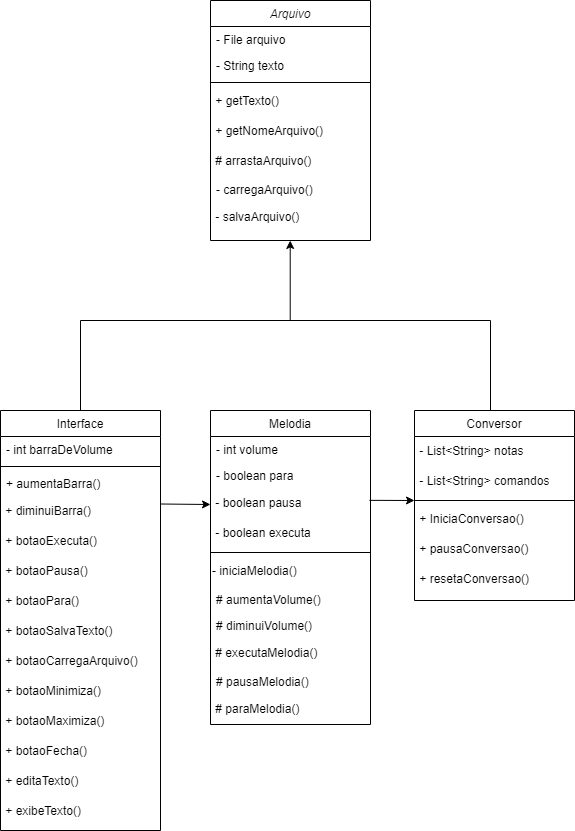 Arquivo
- File arquivo
- String texto
+ getTexto()
+ getNomeArquivo()
# arrastaArquivo()
- carregaArquivo()
- salvaArquivo()
Interface
- int barraDeVolume
+ aumentaBarra()
+ diminuiBarra()
+ botaoExecuta()
+ botaoPausa()
+ botaoPara()
+ botaoSalvaTexto()
+ botaoCarregaArquivo()
+ botaoMinimiza()
+ botaoMaximiza()
+ botaoFecha()
+ editaTexto()
+ exibeTexto()
Melodia
- int volume
- boolean para
- boolean pausa
- boolean executa
- iniciaMelodia()
# aumentaVolume()
# diminuiVolume()
# executaMelodia()
# pausaMelodia()
# paraMelodia()
Conversor
- List<String> notas
- List<String> comandos
+ IniciaConversao()
+ pausaConversao()
+ resetaConversao()